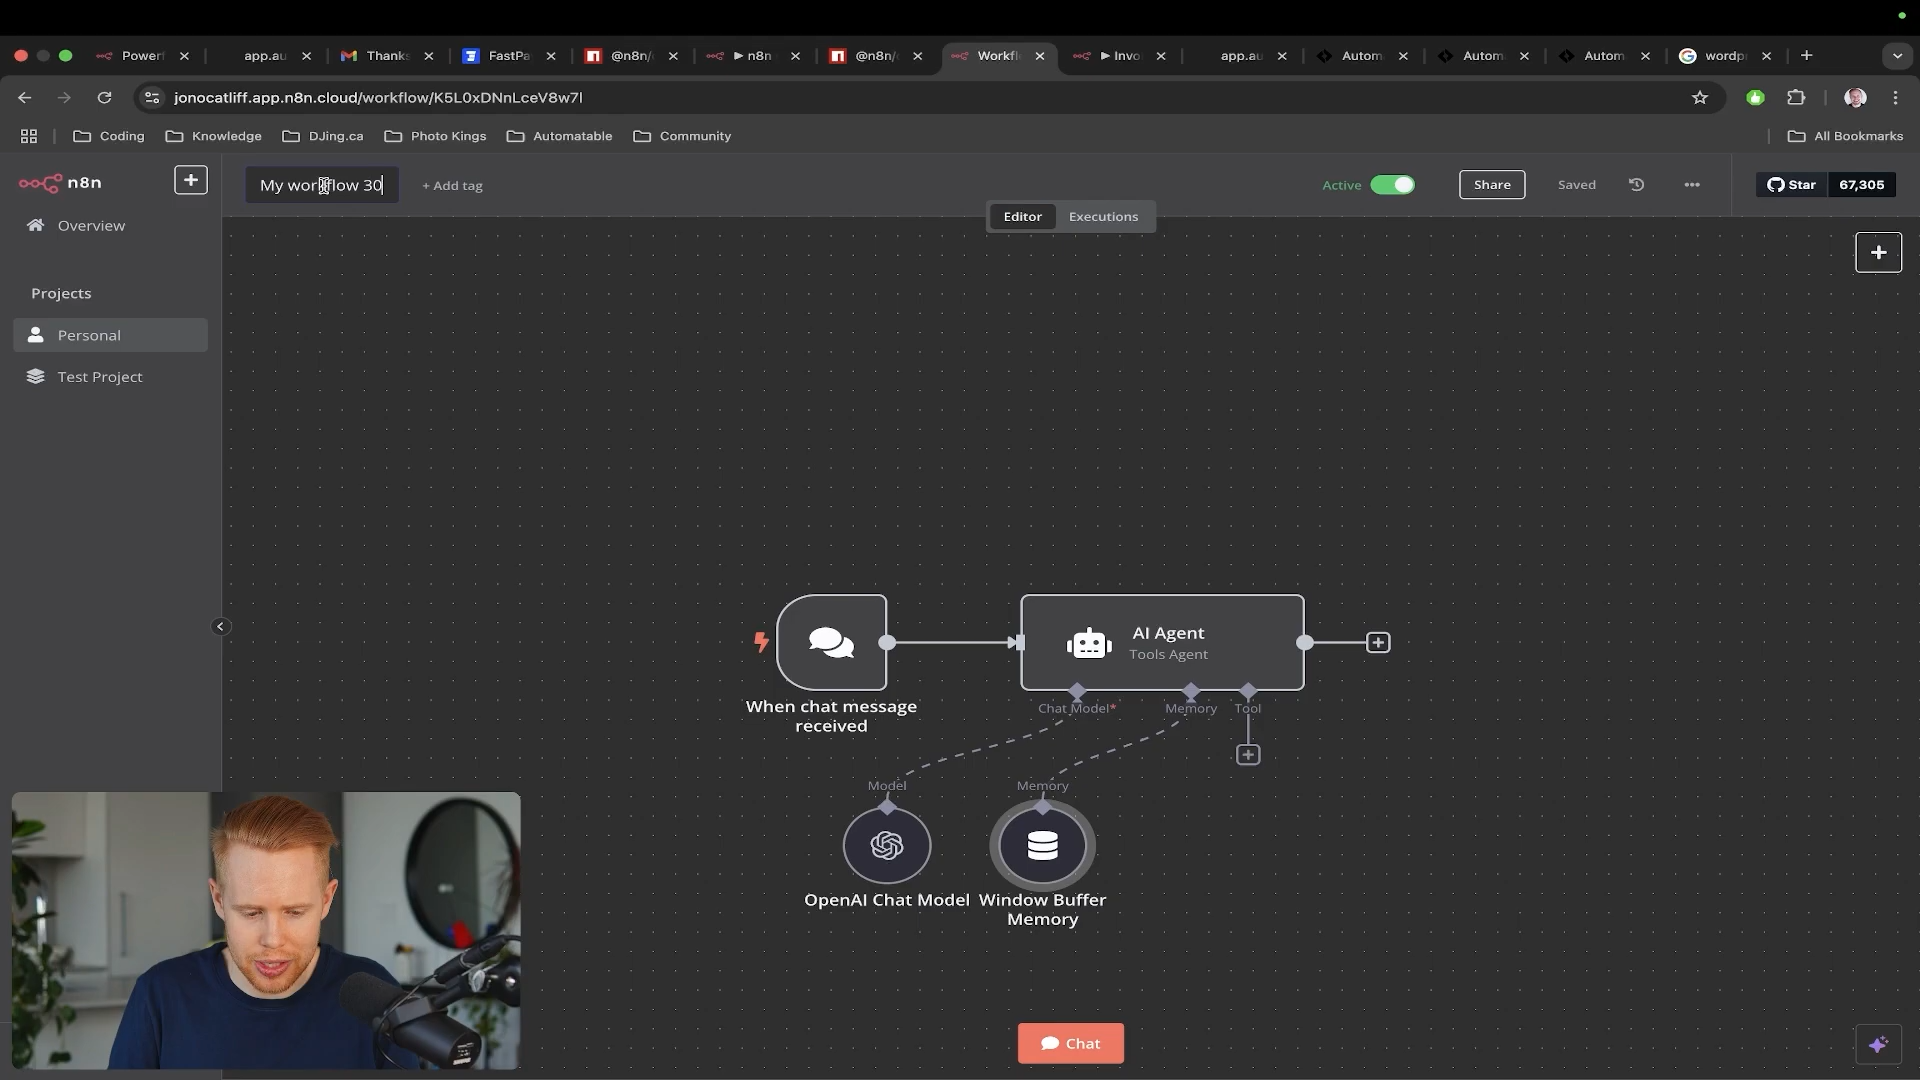 Powerf
app.au
Thanks
FastPa
@n8n/
▶ n8n
@n8n/
Workfl
▶ Invo
app.au
Autom
Autom
Autom
wordp
jonocatliff.app.n8n.cloud/workflow/K5L0xDNnLceV8w7I
Coding
Knowledge
DJing.ca
Photo Kings
Automatable
Community
All Bookmarks
n8n
My workflow 30
+ Add tag
Active
Share
Saved
Star
67,305
Editor
Executions
Overview
Projects
Personal
Test Project
AI Agent
Tools Agent
When chat message
received
Chat Model*
Memory
Tool
Model
Memory
OpenAI Chat Model
Window Buffer
Memory
Chat